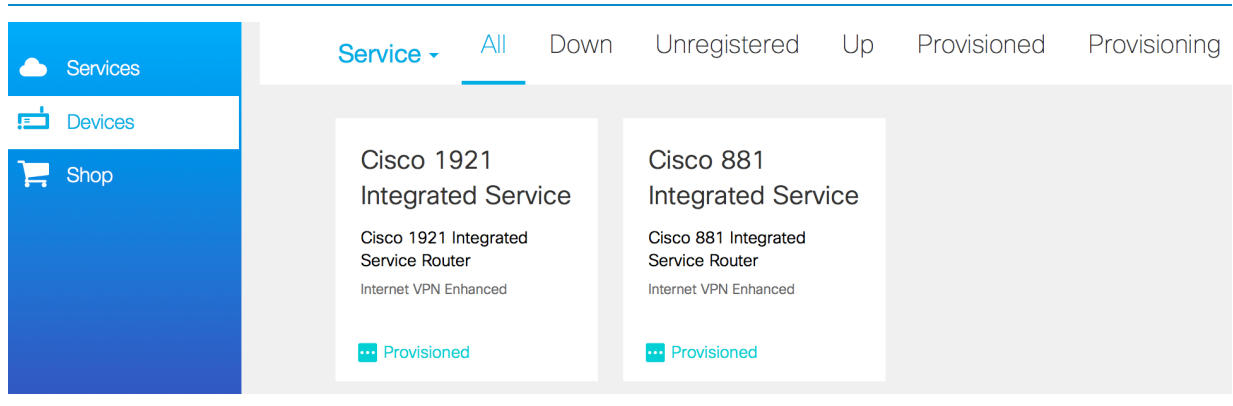 Services
Devices
Shop
Service
All
Down
Unregistered
Up
Provisioned
Provisioning
Cisco 1921
Integrated Service
Cisco 1921 Integrated
Service Router
Internet VPN Enhanced
Provisioned
Cisco 881
Integrated Service
Cisco 881 Integrated
Service Router
Internet VPN Enhanced
Provisioned